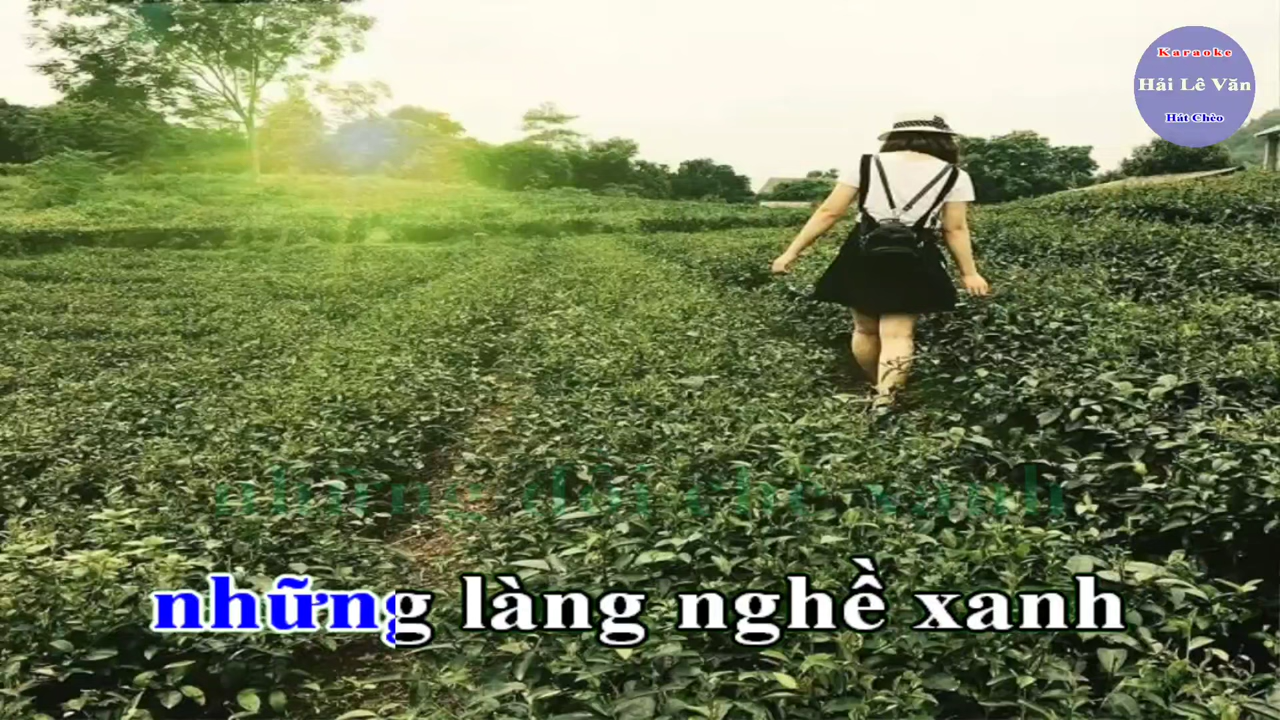 Karaoke
Hải Lê Văn
Hát Chèo
những đồi chè xanh
những làng nghề xanh